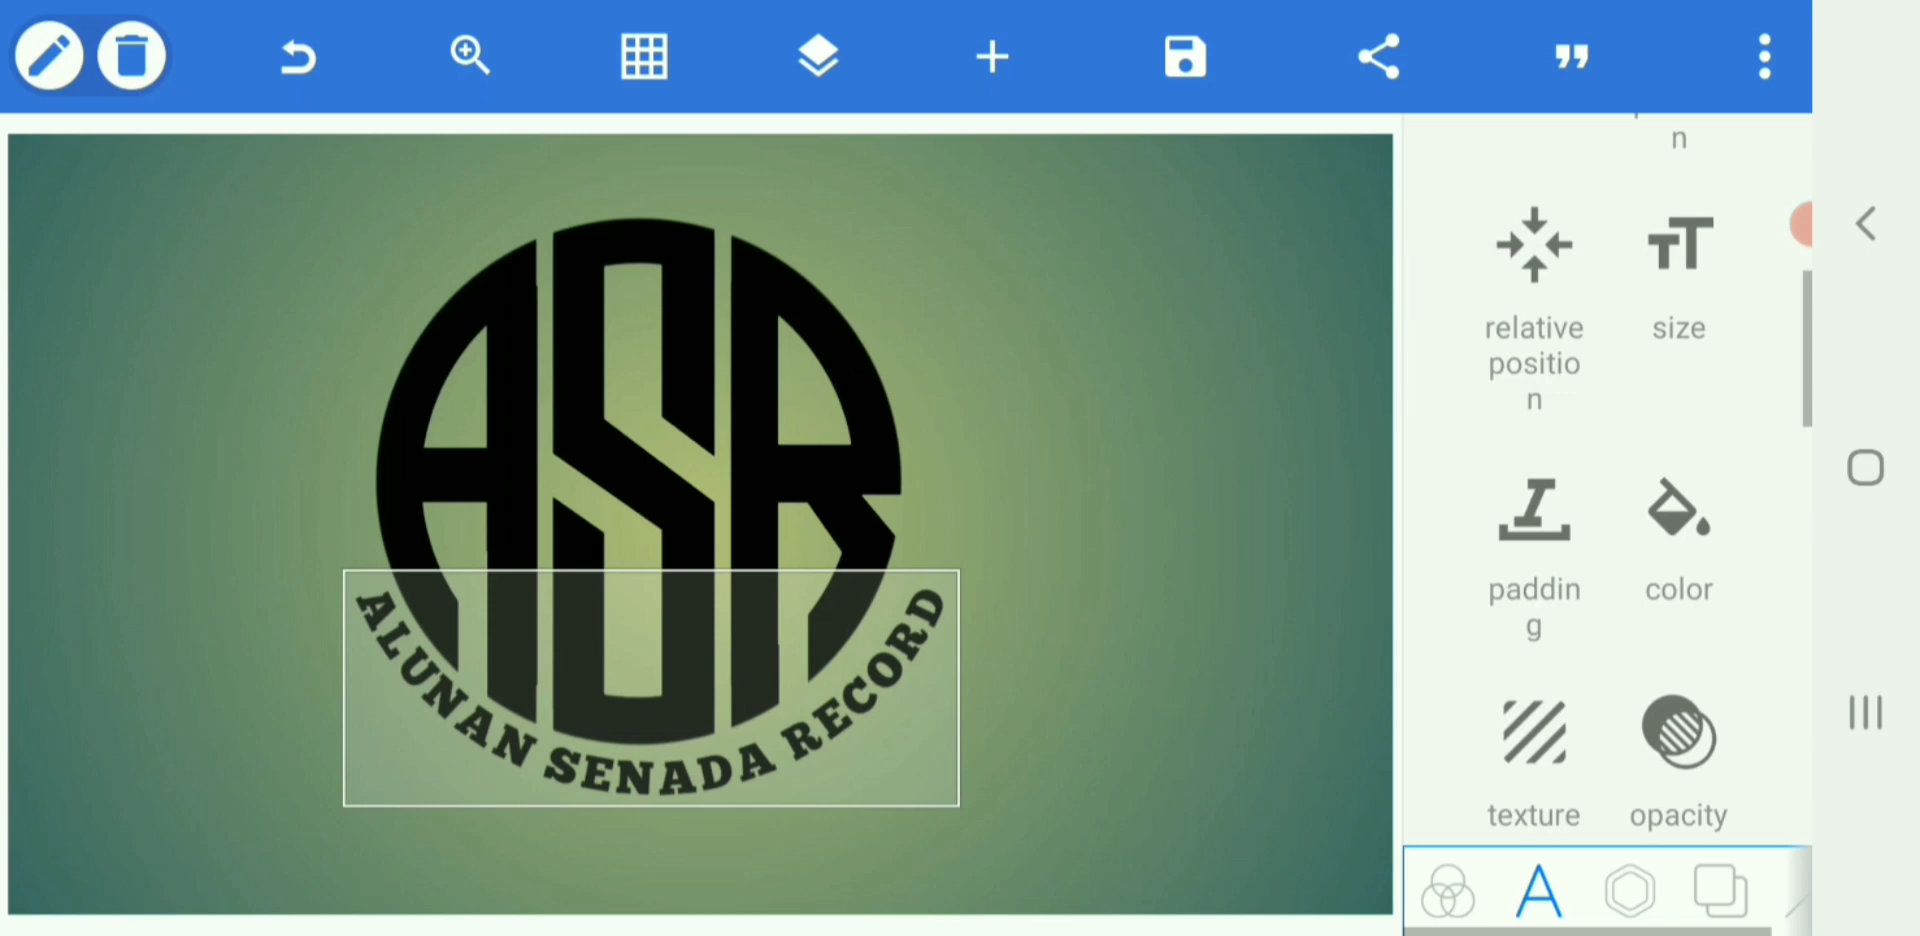 n
relative
positio
n
size
ASR
paddin
g
color
ALUNAN SENADA RECORD
texture
opacity